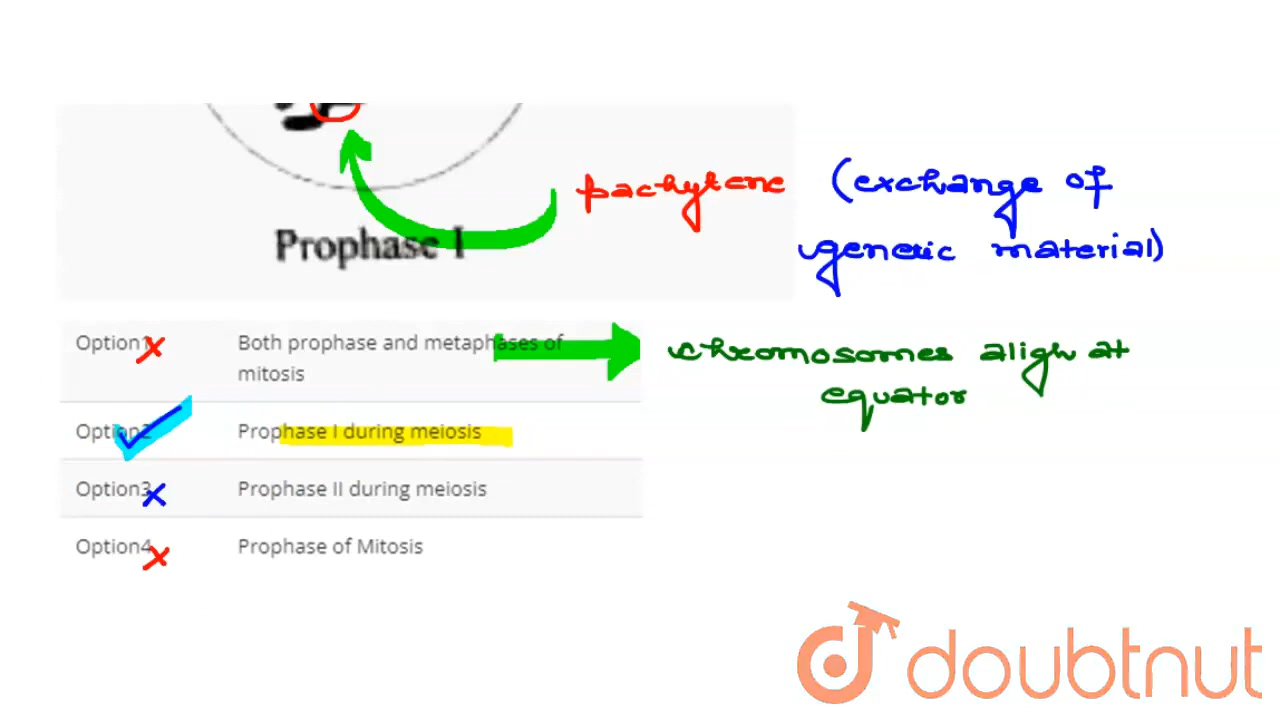 pachytene (exchange of
genetic material)
Prophase I
Option1 Both prophase and metaphases of
mitosis
chromosomes align at
equator
Option2 Prophase I during meiosis
Option3 Prophase II during meiosis
Option4 Prophase of Mitosis
doubtnut